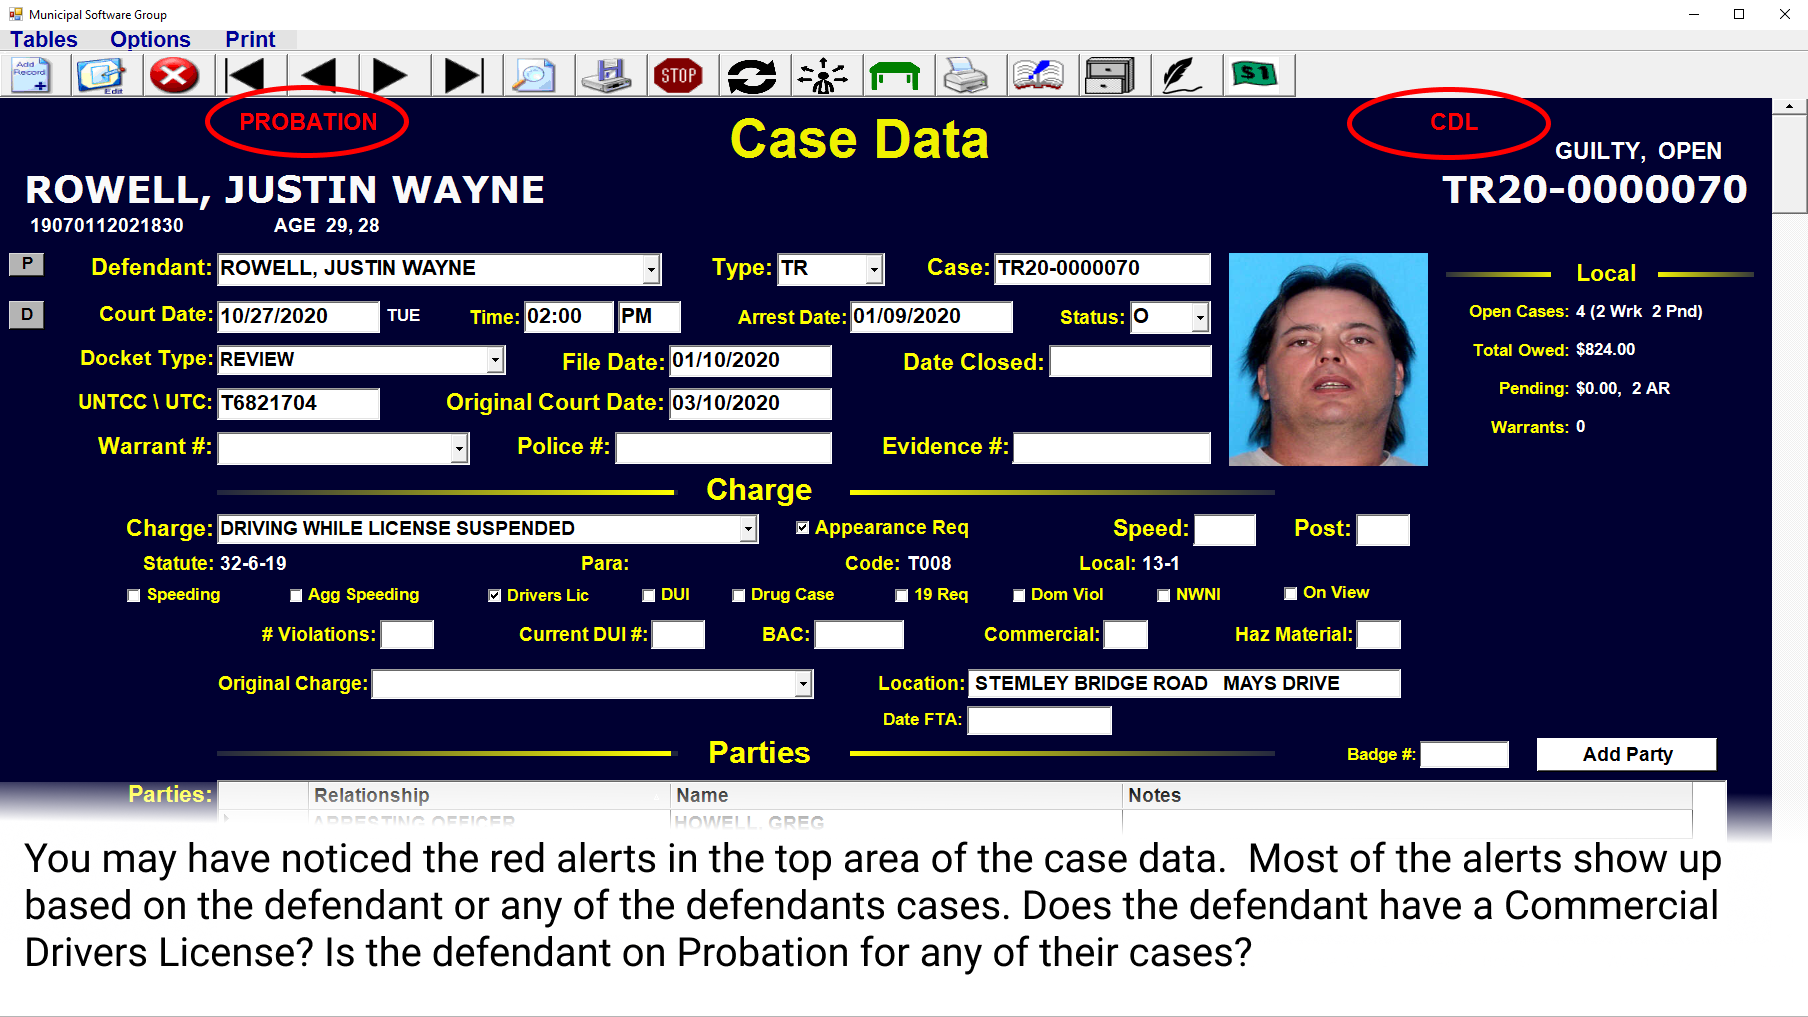 Municipal Software Group
Tables Options Print
Add Record Edit STOP $1
PROBATION CDL
Case Data
GUILTY, OPEN
ROWELL, JUSTIN WAYNE TR20-0000070
19070112021830 AGE 29, 28
P Defendant: ROWELL, JUSTIN WAYNE Type: TR Case: TR20-0000070
Local
D Court Date: 10/27/2020 TUE Time: 02:00 PM Arrest Date: 01/09/2020 Status: O
Open Cases: 4 (2 Wrk 2 Pnd)
Docket Type: REVIEW File Date: 01/10/2020 Date Closed:
Total Owed: $824.00
Pending: $0.00, 2 AR
UNTCC \ UTC: T6821704 Original Court Date: 03/10/2020
Warrants: 0
Warrant #: Police #: Evidence #:
Charge
Charge: DRIVING WHILE LICENSE SUSPENDED Appearance Req Speed: Post:
Statute: 32-6-19 Para: Code: T008 Local: 13-1
Speeding Agg Speeding Drivers Lic DUI Drug Case 19 Req Dom Viol NWNI On View
# Violations: Current DUI #: BAC: Commercial: Haz Material:
Original Charge: Location: STEMLEY BRIDGE ROAD MAYS DRIVE
Date FTA:
Parties
Badge #: Add Party
Parties: Relationship Name Notes
ARRESTING OFFICER HOWELL, GREG
You may have noticed the red alerts in the top area of the case data. Most of the alerts show up
based on the defendant or any of the defendants cases. Does the defendant have a Commercial
Drivers License? Is the defendant on Probation for any of their cases?